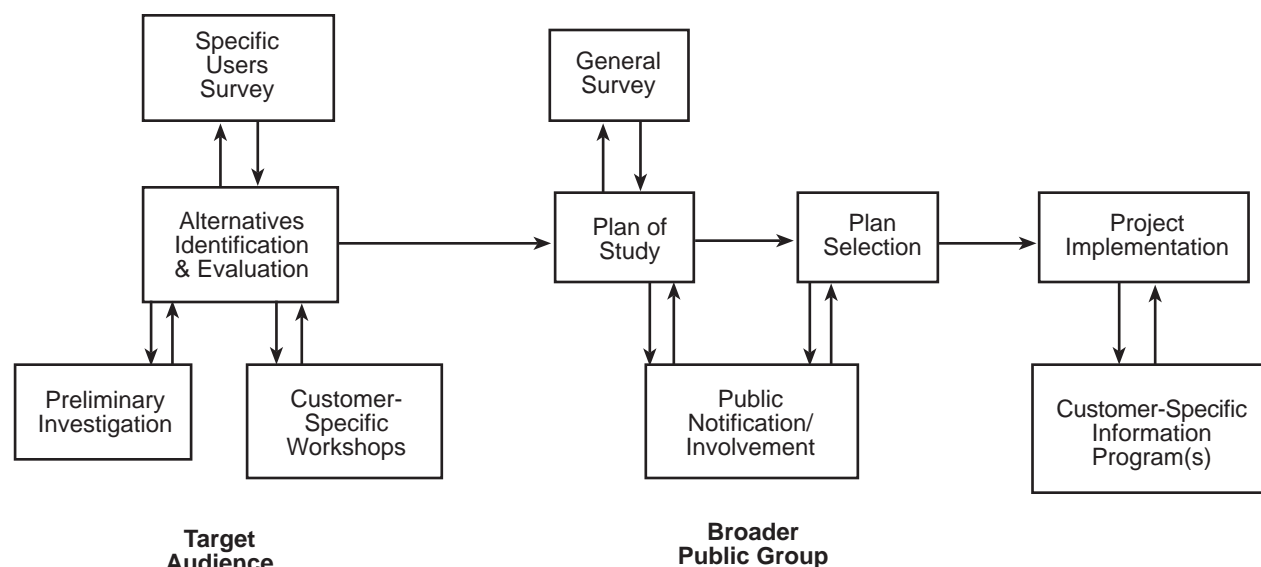 Specific
Users
Survey
General
Survey
Alternatives
Identification
& Evaluation
Plan of
Study
Plan
Selection
Project
Implementation
Preliminary
Investigation
Customer-
Specific
Workshops
Public
Notification/
Involvement
Customer-Specific
Information
Program(s)
Target
Audience
Broader
Public Group